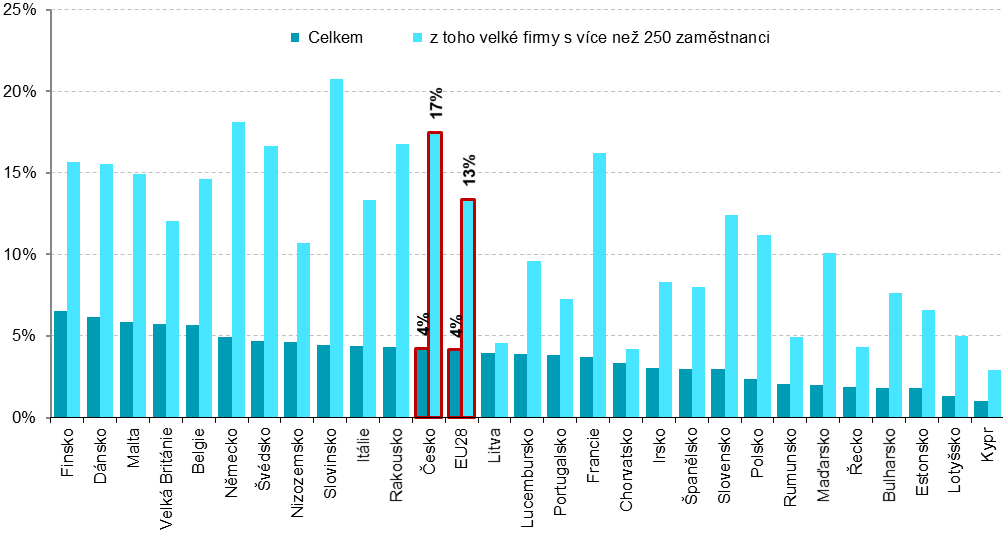 25%
20%
15%
10%
5%
0%
Celkem
z toho velké firmy s více než 250 zaměstnanci
4%
17%
4%
13%
Finsko
Dánsko
Malta
Velká Británie
Belgie
Německo
Švédsko
Nizozemsko
Slovinsko
Itálie
Rakousko
Česko
EU28
Litva
Lucembursko
Portugalsko
Francie
Chorvatsko
Irsko
Španělsko
Slovensko
Polsko
Rumunsko
Maďarsko
Řecko
Bulharsko
Estonsko
Lotyšsko
Kypr